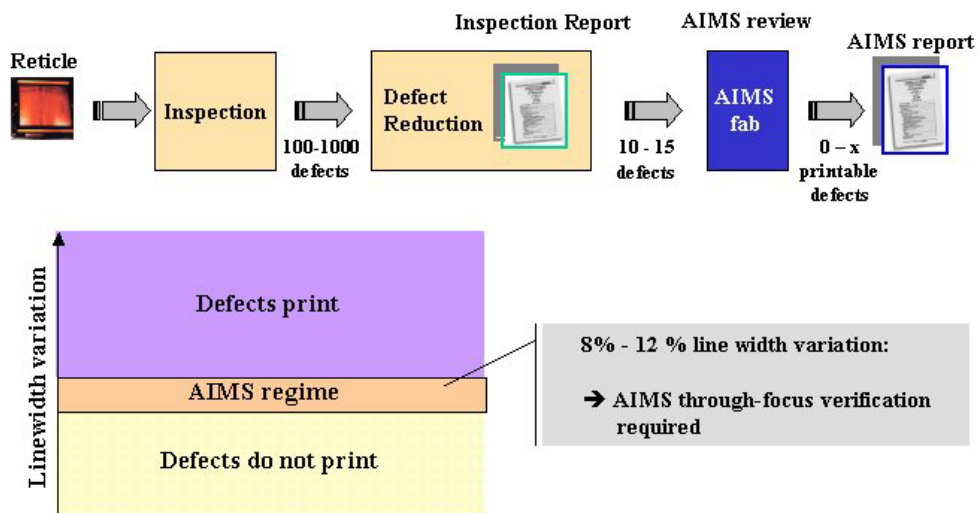 Inspection Report
AIMS review
AIMS report
Reticle
Inspection
Defect
Reduction
AIMS
fab
100-1000
defects
10 - 15
defects
0 – x
printable
defects
Linewidth variation
Defects print
AIMS regime
Defects do not print
8% - 12 % line width variation:
➔ AIMS through-focus verification
required